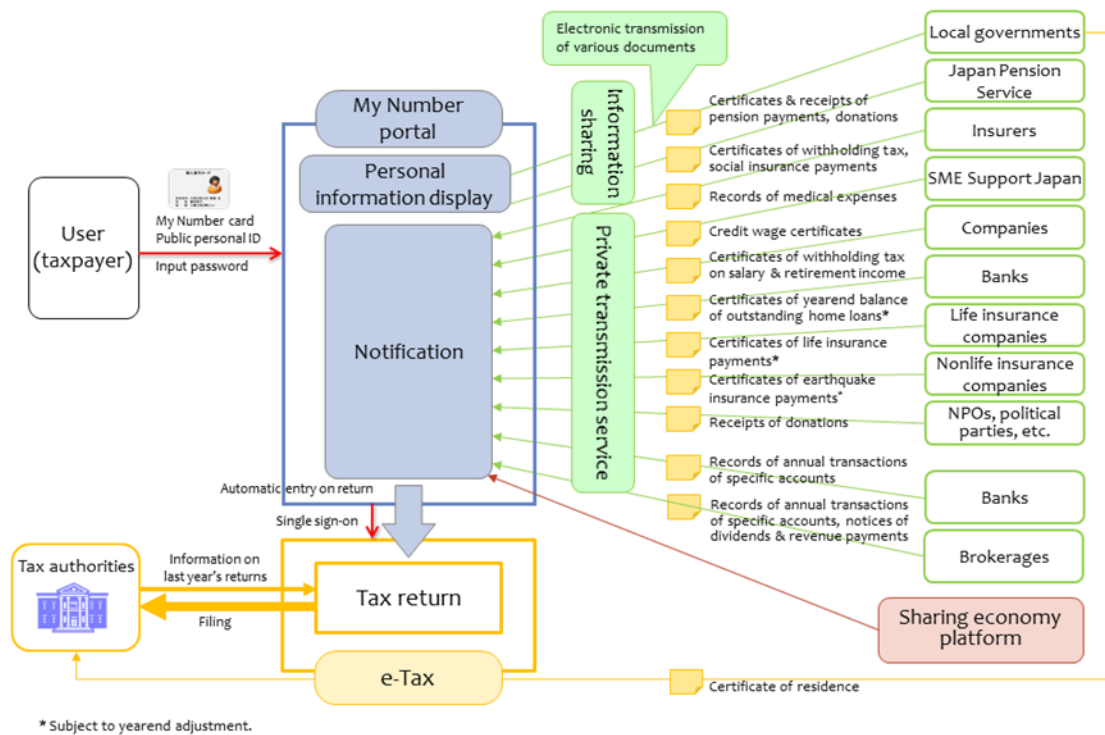 Electronic transmission
of various documents
Local governments
Japan Pension
Service
Insurers
SME Support Japan
Companies
Banks
Life insurance
companies
Nonlife insurance
companies
NPOs, political
parties, etc.
Banks
Brokerages
Sharing economy
platform
My Number
portal
Personal
information display
Notification
Information
sharing
Private transmission service
Certificates & receipts of
pension payments, donations
Certificates of withholding tax,
social insurance payments
Records of medical expenses
Credit wage certificates
Certificates of withholding tax
on salary & retirement income
Certificates of yearend balance
of outstanding home loans*
Certificates of life insurance
payments*
Certificates of earthquake
insurance payments*
Receipts of donations
Records of annual transactions
of specific accounts
Records of annual transactions
of specific accounts, notices of
dividends & revenue payments
User
(taxpayer)
My Number card
Public personal ID
Input password
Automatic entry on return
Single sign-on
Tax authorities
Information on
last year's returns
Filing
Tax return
e-Tax
Certificate of residence
* Subject to yearend adjustment.